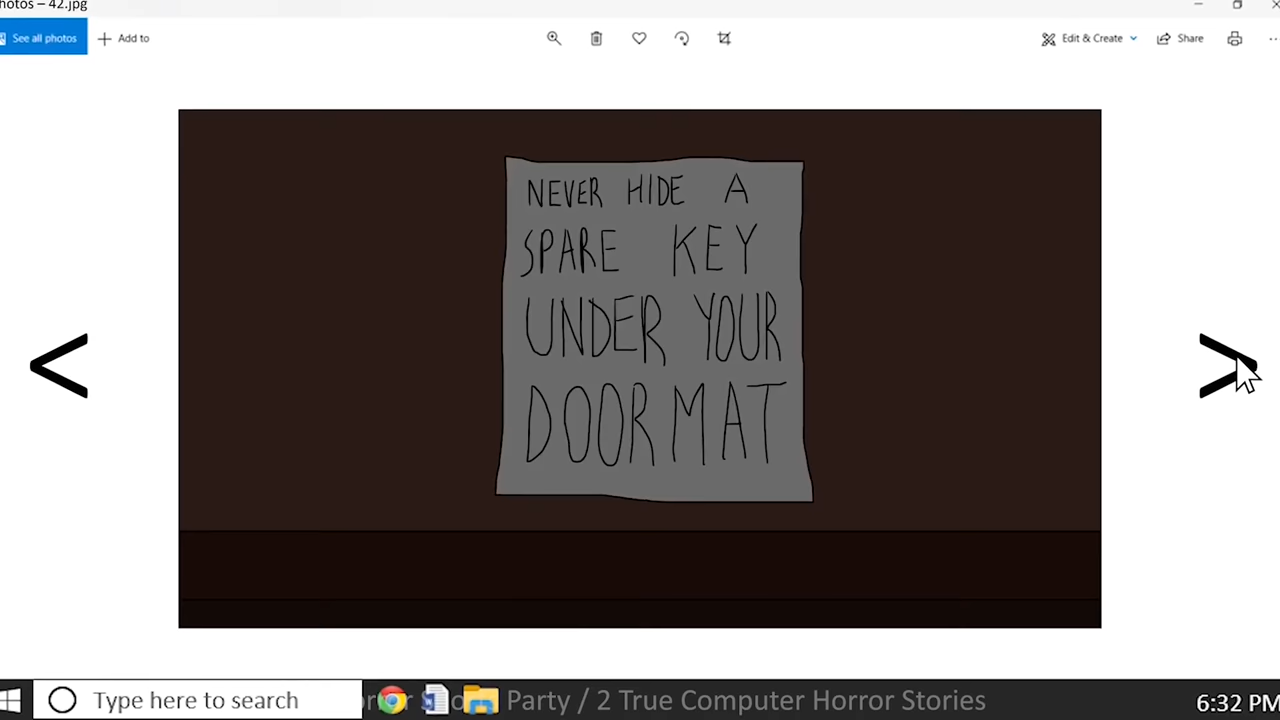 hotos – 42.jpg
See all photos
Add to
Edit & Create
Share
NEVER HIDE A
SPARE KEY
UNDER YOUR
DOORMAT
Type here to search
Party / 2 True Computer Horror Stories
6:32 PM